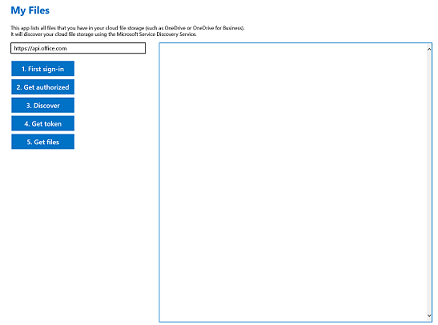 My Files
This app lists all files that you have in your cloud file storage (such as OneDrive or OneDrive for Business).
It will discover your cloud file storage using the Microsoft Service Discovery Service.
https://api.office.com
1. First sign-in
2. Get authorized
3. Discover
4. Get token
5. Get files